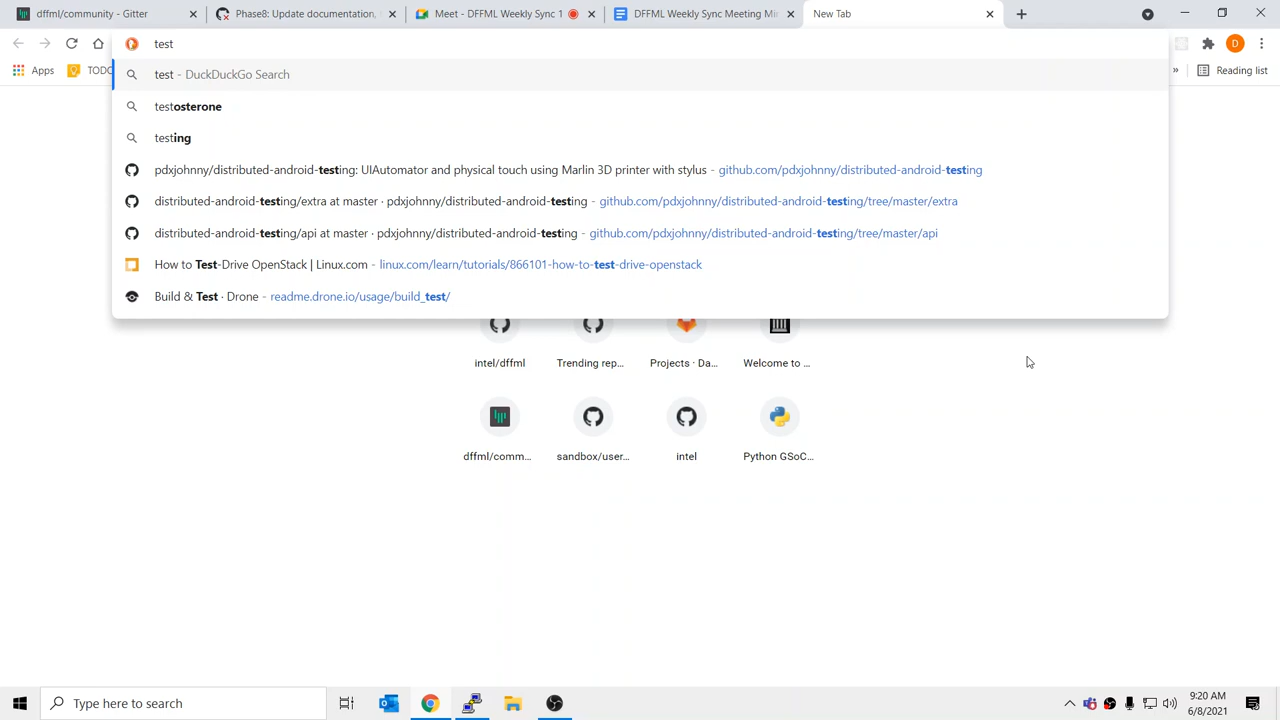 dffml/community - Gitter
Phase8: Update documentation,
Meet - DFFML Weekly Sync 1
DFFML Weekly Sync Meeting Mi
New Tab
test
Apps
TODO
Reading list
test - DuckDuckGo Search
testosterone
testing
pdxjohnny/distributed-android-testing: UIAutomator and physical touch using Marlin 3D printer with stylus - github.com/pdxjohnny/distributed-android-testing
distributed-android-testing/extra at master · pdxjohnny/distributed-android-testing - github.com/pdxjohnny/distributed-android-testing/tree/master/extra
distributed-android-testing/api at master · pdxjohnny/distributed-android-testing - github.com/pdxjohnny/distributed-android-testing/tree/master/api
How to Test-Drive OpenStack | Linux.com - linux.com/learn/tutorials/866101-how-to-test-drive-openstack
Build & Test · Drone - readme.drone.io/usage/build_test/
intel/dffml
Trending rep...
Projects · Da...
Welcome to ...
dffml/comm...
sandbox/user...
intel
Python GSoC...
Type here to search
9:20 AM
6/8/2021